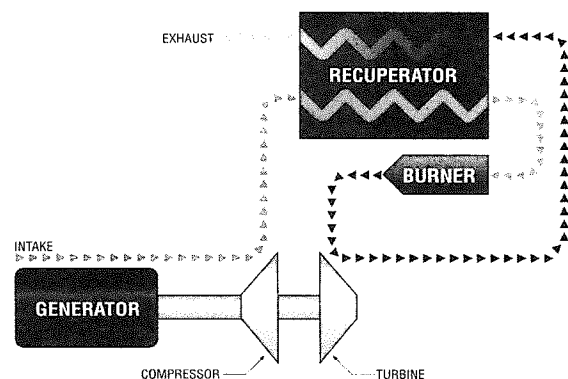 EXHAUST
RECUPERATOR
BURNER
INTAKE
GENERATOR
COMPRESSOR
TURBINE